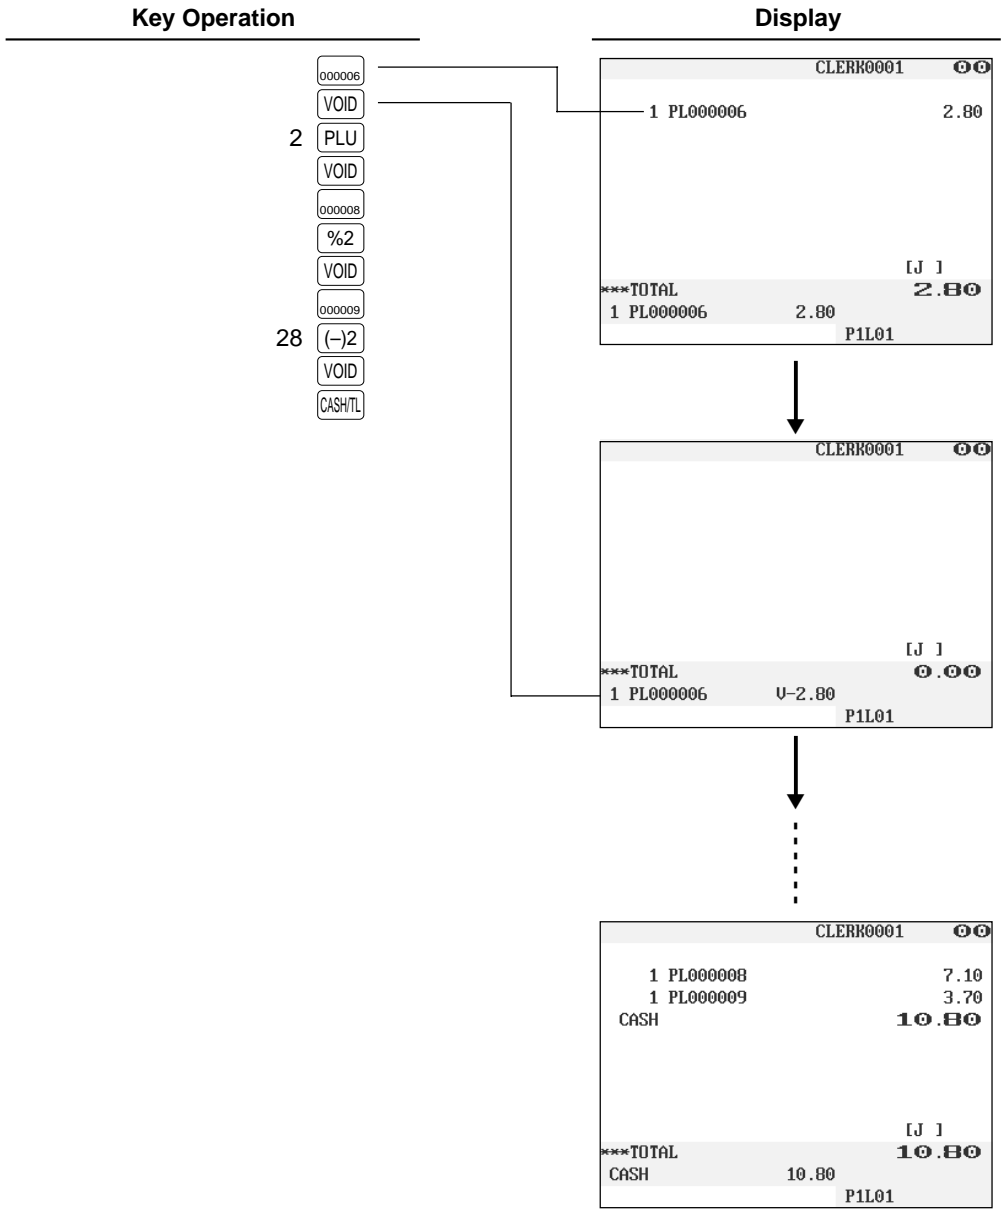 Key Operation
Display
000006
VOID
2 PLU
VOID
000008
%2
VOID
000009
28 (–)2
VOID
CASH/TL
CLERK0001 00
1 PL000006 2.80
[J ]
***TOTAL 2.80
1 PL000006 2.80
P1L01
CLERK0001 00
[J ]
***TOTAL 0.00
1 PL000006 V-2.80
P1L01
CLERK0001 00
1 PL000008 7.10
1 PL000009 3.70
CASH 10.80
[J ]
***TOTAL 10.80
CASH 10.80
P1L01